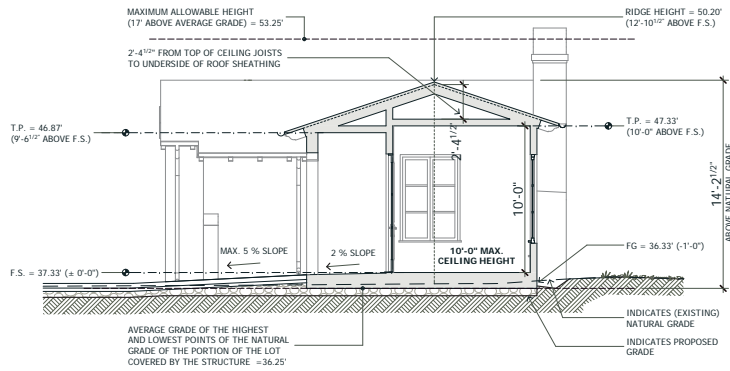 MAXIMUM ALLOWABLE HEIGHT
(17' ABOVE AVERAGE GRADE) = 53.25'
RIDGE HEIGHT = 50.20'
(12'-10 1/2" ABOVE F.S.)
2'-4 1/2" FROM TOP OF CEILING JOISTS
TO UNDERSIDE OF ROOF SHEATHING
T.P. = 46.87'
(9'-6 1/2" ABOVE F.S.)
T.P. = 47.33'
(10'-0" ABOVE F.S.)
2'-4 1/2"
10'-0"
14'-2 1/2"
ABOVE NATURAL GRADE
MAX. 5 % SLOPE
2 % SLOPE
10'-0" MAX.
CEILING HEIGHT
FG = 36.33' (-1'-0")
F.S. = 37.33' (± 0'-0")
INDICATES (EXISTING)
NATURAL GRADE
INDICATES PROPOSED
GRADE
AVERAGE GRADE OF THE HIGHEST
AND LOWEST POINTS OF THE NATURAL
GRADE OF THE PORTION OF THE LOT
COVERED BY THE STRUCTURE =36.25'